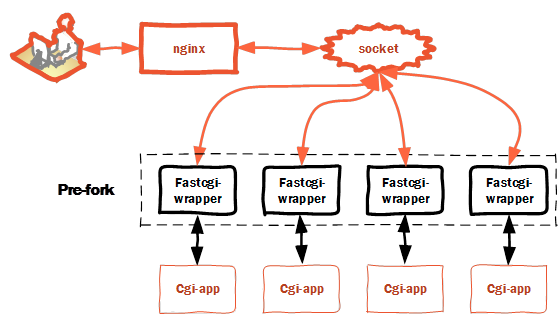 nginx
socket
Pre-fork
Fastcgi-
wrapper
Fastcgi-
wrapper
Fastcgi-
wrapper
Fastcgi-
wrapper
Cgi-app
Cgi-app
Cgi-app
Cgi-app